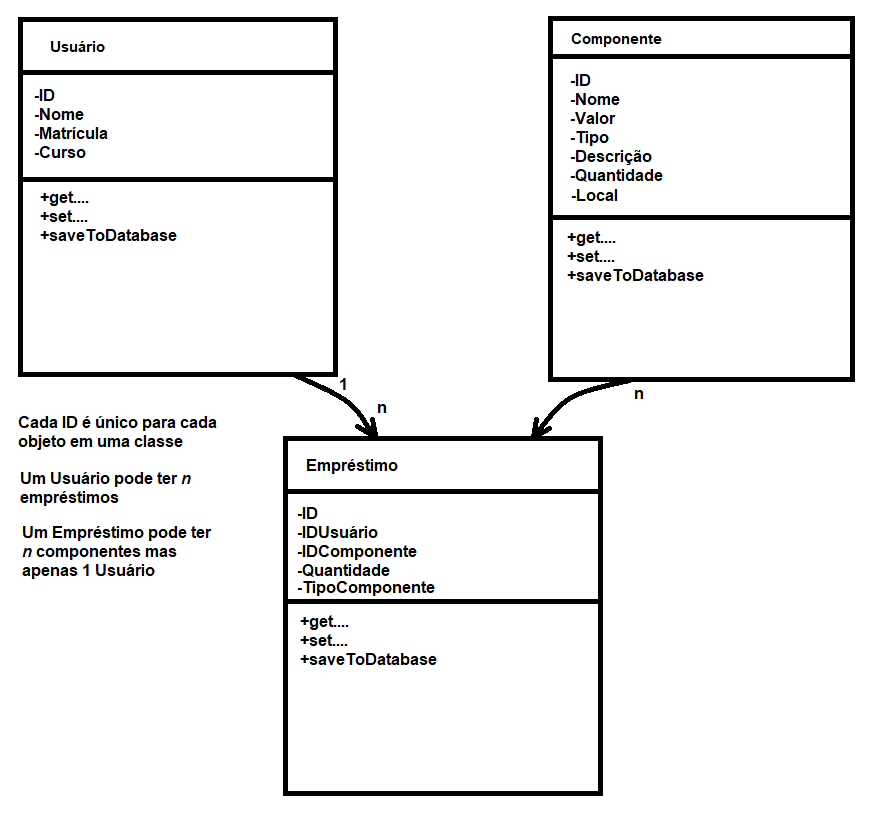 Usuário
-ID
-Nome
-Matrícula
-Curso
+get....
+set....
+saveToDatabase
Componente
-ID
-Nome
-Valor
-Tipo
-Descrição
-Quantidade
-Local
+get....
+set....
+saveToDatabase
1
n
n
Cada ID é único para cada
objeto em uma classe
Um Usuário pode ter n
empréstimos
Um Empréstimo pode ter
n componentes mas
apenas 1 Usuário
Empréstimo
-ID
-IDUsuário
-IDComponente
-Quantidade
-TipoComponente
+get....
+set....
+saveToDatabase